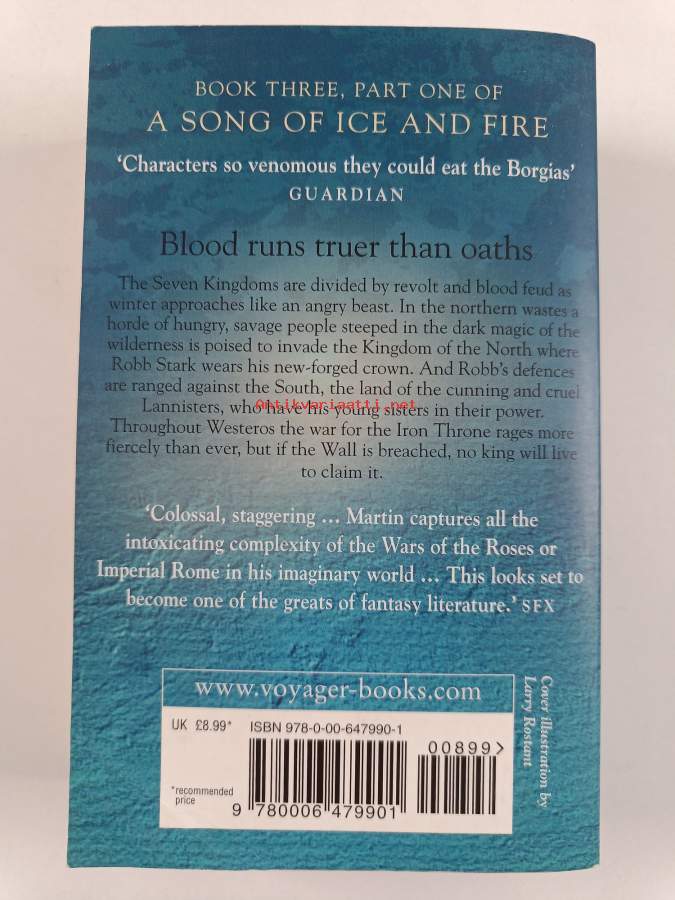 BOOK THREE, PART ONE OF
A SONG OF ICE AND FIRE
‘Characters so venomous they could eat the Borgias’
GUARDIAN
Blood runs truer than oaths
The Seven Kingdoms are divided by revolt and blood feud as
winter approaches like an angry beast. In the northern wastes a
horde of hungry, savage people steeped in the dark magic of the
wilderness is poised to invade the Kingdom of the North where
Robb Stark wears his new-forged crown. And Robb’s defences
are ranged against the South, the land of the cunning and cruel
Antikvariaatti.net
Lannisters, who have his young sisters in their power.
Throughout Westeros the war for the Iron Throne rages more
fiercely than ever, but if the Wall is breached, no king will live
to claim it.
‘Colossal, staggering ... Martin captures all the
intoxicating complexity of the Wars of the Roses or
Imperial Rome in his imaginary world ... This looks set to
become one of the greats of fantasy literature.’ SFX
www.voyager-books.com
Cover illustration by
Larry Rostant
UK £8.99*
ISBN 978-0-00-647990-1
00899>
*recommended
price
9 780006 479901